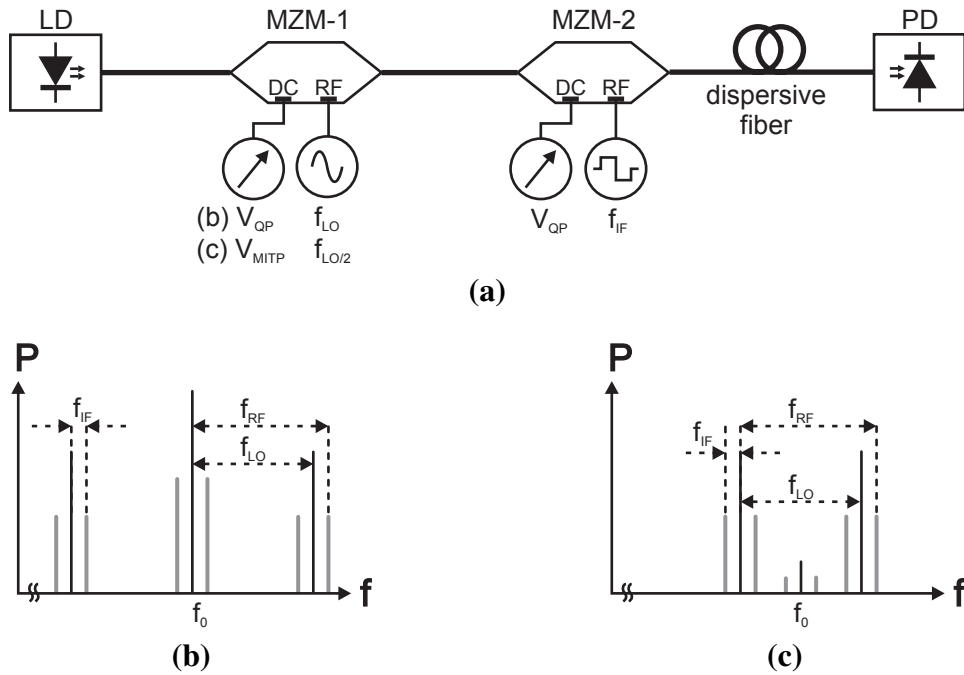 LD MZM-1 MZM-2 PD
DC RF DC RF
dispersive
fiber
(b) V_QP f_LO V_QP f_IF
(c) V_MITP f_LO/2
(a)
P P
f_IF f_RF f_RF
f_IF
f_LO f_LO
f f
f_0 f_0
(b) (c)